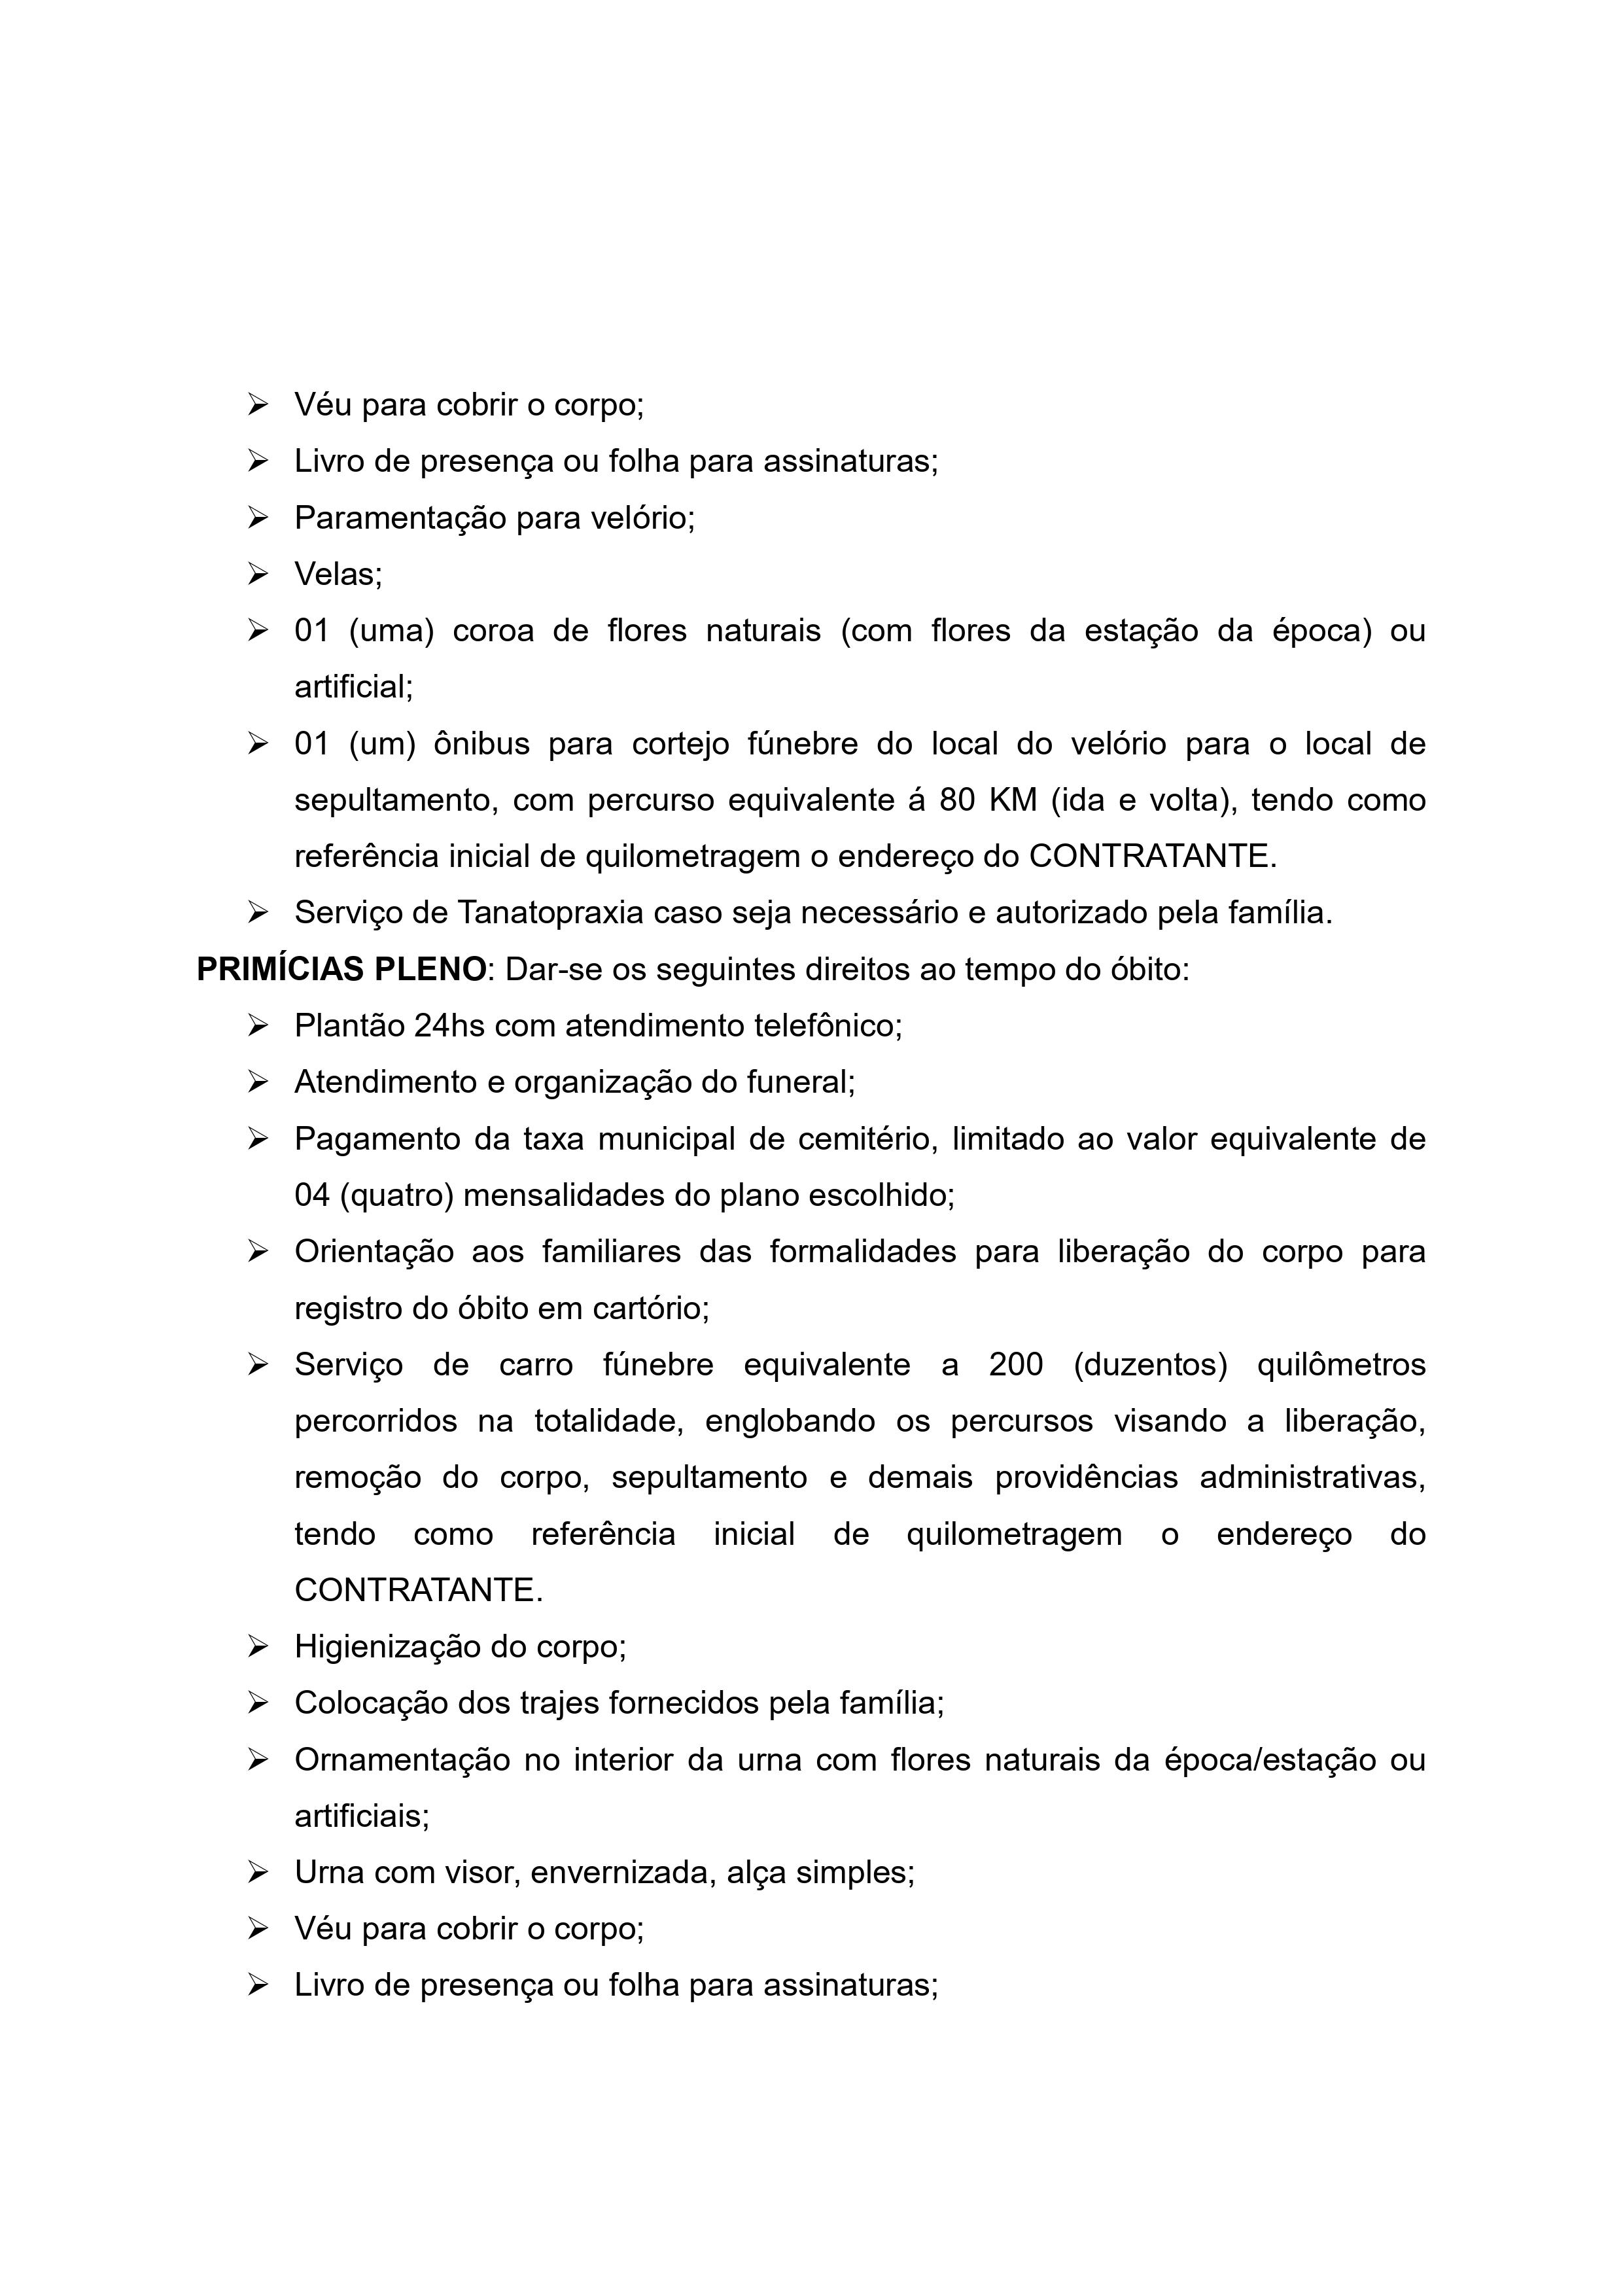 ➢ Véu para cobrir o corpo;
➢ Livro de presença ou folha para assinaturas;
➢ Paramentação para velório;
➢ Velas;
➢ 01 (uma) coroa de flores naturais (com flores da estação da época) ou
artificial;
➢ 01 (um) ônibus para cortejo fúnebre do local do velório para o local de
sepultamento, com percurso equivalente á 80 KM (ida e volta), tendo como
referência inicial de quilometragem o endereço do CONTRATANTE.
➢ Serviço de Tanatopraxia caso seja necessário e autorizado pela família.
PRIMÍCIAS PLENO: Dar-se os seguintes direitos ao tempo do óbito:
➢ Plantão 24hs com atendimento telefônico;
➢ Atendimento e organização do funeral;
➢ Pagamento da taxa municipal de cemitério, limitado ao valor equivalente de
04 (quatro) mensalidades do plano escolhido;
➢ Orientação aos familiares das formalidades para liberação do corpo para
registro do óbito em cartório;
➢ Serviço de carro fúnebre equivalente a 200 (duzentos) quilômetros
percorridos na totalidade, englobando os percursos visando a liberação,
remoção do corpo, sepultamento e demais providências administrativas,
tendo como referência inicial de quilometragem o endereço do
CONTRATANTE.
➢ Higienização do corpo;
➢ Colocação dos trajes fornecidos pela família;
➢ Ornamentação no interior da urna com flores naturais da época/estação ou
artificiais;
➢ Urna com visor, envernizada, alça simples;
➢ Véu para cobrir o corpo;
➢ Livro de presença ou folha para assinaturas;